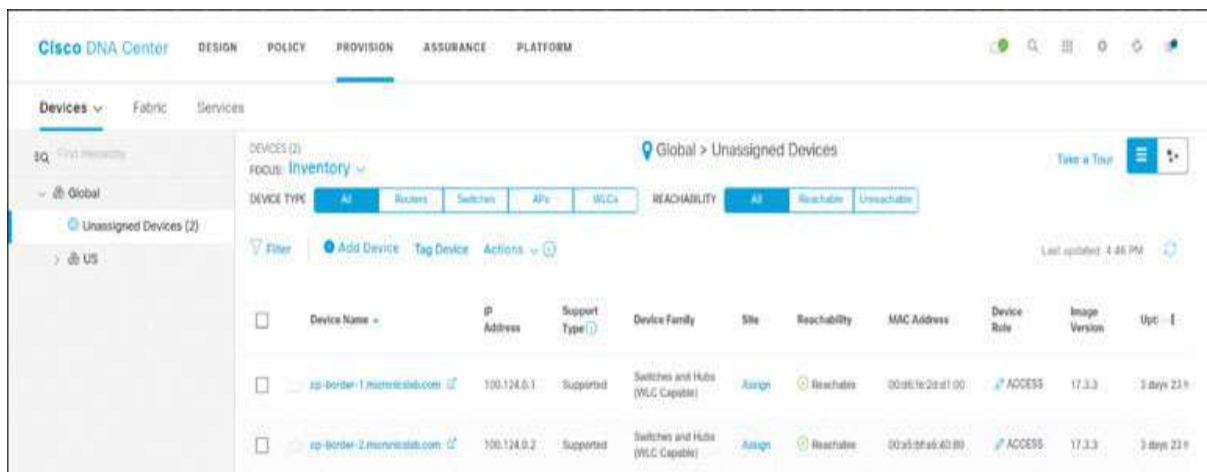 Cisco DNA Center DESIGN POLICY PROVISION ASSURANCE PLATFORM
Devices Fabric Services
Find Hierarchy
Global
Unassigned Devices (2)
US
DEVICES (2)
FOCUS: Inventory
Global > Unassigned Devices
Take a Tour
DEVICE TYPE All Routers Switches APs WLCs REACHABILITY All Reachable Unreachable
Filter Add Device Tag Device Actions
Last updated: 4:46 PM
Device Name IP Address Support Type Device Family Site Reachability MAC Address Device Role Image Version Upti
100.124.0.1 Supported Switches and Hubs (WLC Capable) Assign Reachable ACCESS 17.3.3 3 days 23 h
100.124.0.2 Supported Switches and Hubs (WLC Capable) Assign Reachable ACCESS 17.3.3 3 days 23 h